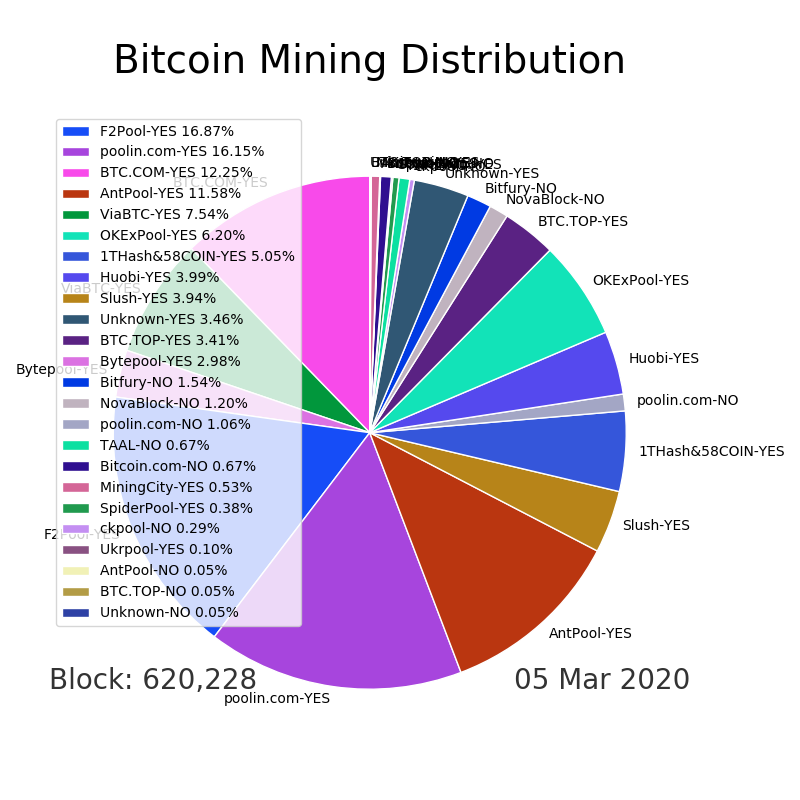 Bitcoin Mining Distribution
F2Pool-YES 16.87%
poolin.com-YES 16.15%
BTC.COM-YES 12.25%
AntPool-YES 11.58%
ViaBTC-YES 7.54%
OKExPool-YES 6.20%
1THash&58COIN-YES 5.05%
Huobi-YES 3.99%
Slush-YES 3.94%
Unknown-YES 3.46%
BTC.TOP-YES 3.41%
Bytepool-YES 2.98%
Bitfury-NO 1.54%
NovaBlock-NO 1.20%
poolin.com-NO 1.06%
TAAL-NO 0.67%
Bitcoin.com-NO 0.67%
MiningCity-YES 0.53%
SpiderPool-YES 0.38%
ckpool-NO 0.29%
Ukrpool-YES 0.10%
AntPool-NO 0.05%
BTC.TOP-NO 0.05%
Unknown-NO 0.05%
BTC.COM-YES
ViaBTC-YES
Bytepool-YES
F2Pool-YES
poolin.com-YES
Unknown-YES
Bitfury-NO
NovaBlock-NO
BTC.TOP-YES
OKExPool-YES
Huobi-YES
poolin.com-NO
1THash&58COIN-YES
Slush-YES
AntPool-YES
Block: 620,228
05 Mar 2020